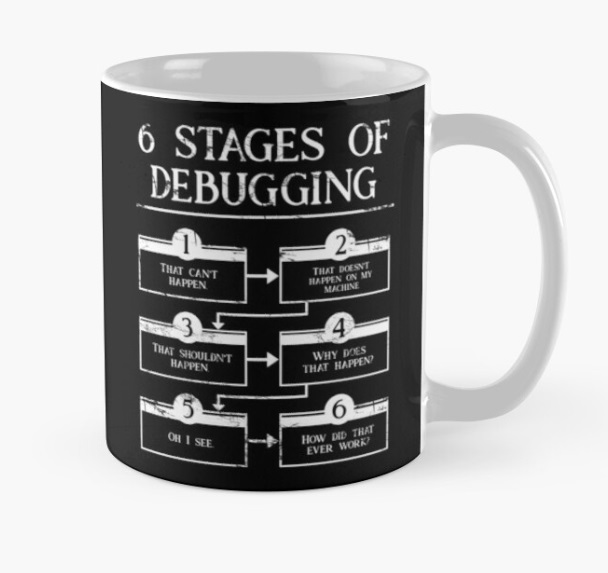 6 STAGES OF
DEBUGGING
1
THAT CAN'T
HAPPEN.
2
THAT DOESN'T
HAPPEN ON MY
MACHINE
3
THAT SHOULDN'T
HAPPEN
4
WHY DOES
THAT HAPPEN?
5
OH I SEE.
6
HOW DID THAT
EVER WORK?